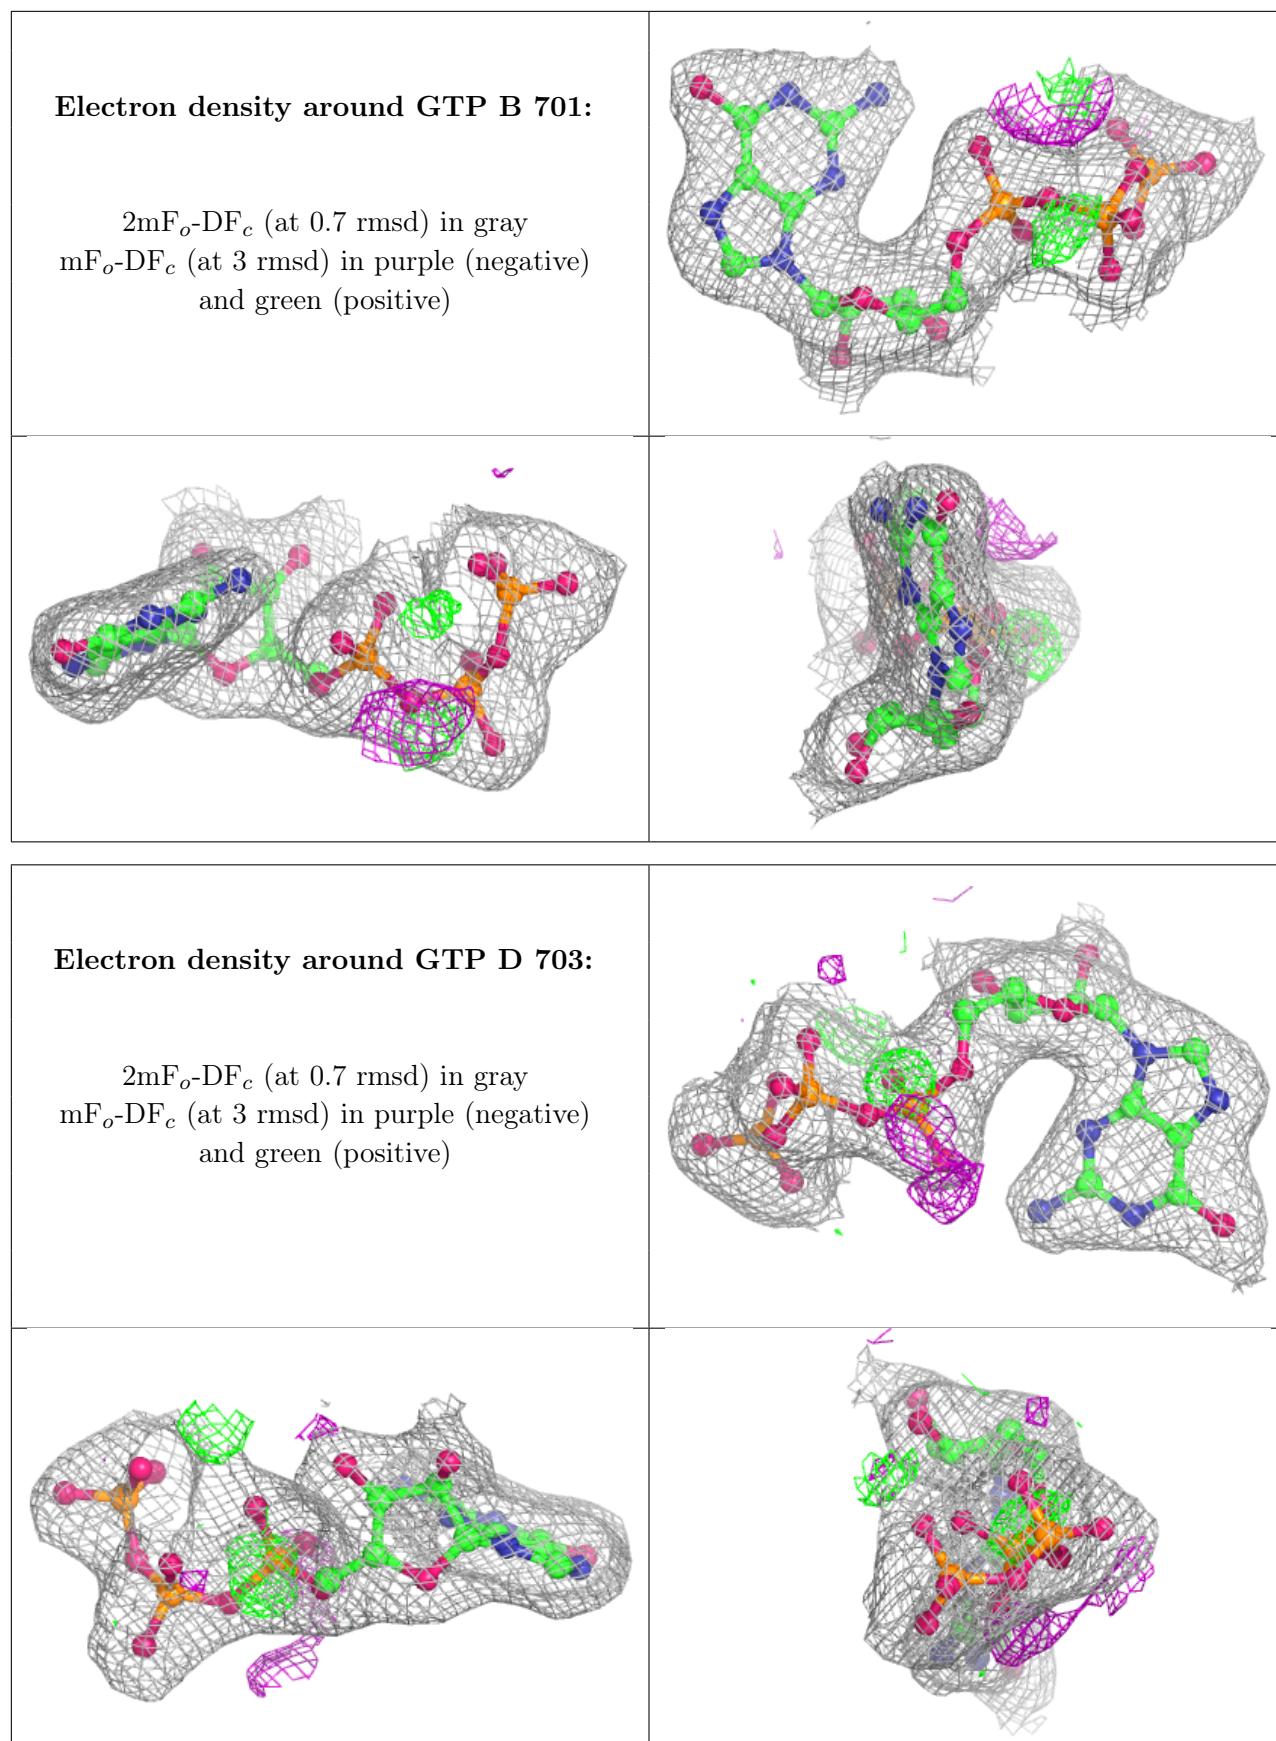 Electron density around GTP B 701:
2mFo-DFc (at 0.7 rmsd) in gray
mFo-DFc (at 3 rmsd) in purple (negative)
and green (positive)
Electron density around GTP D 703:
2mFo-DFc (at 0.7 rmsd) in gray
mFo-DFc (at 3 rmsd) in purple (negative)
and green (positive)